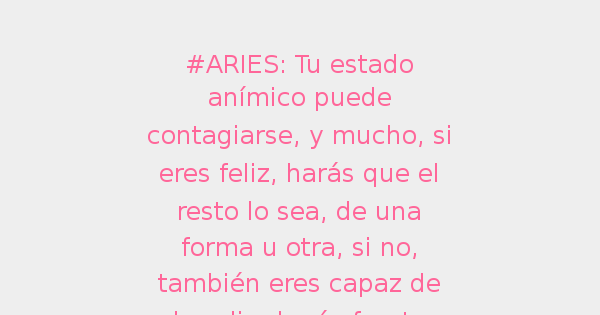 #ARIES: Tu estado
anímico puede
contagiarse, y mucho, si
eres feliz, harás que el
resto lo sea, de una
forma u otra, si no,
también eres capaz de